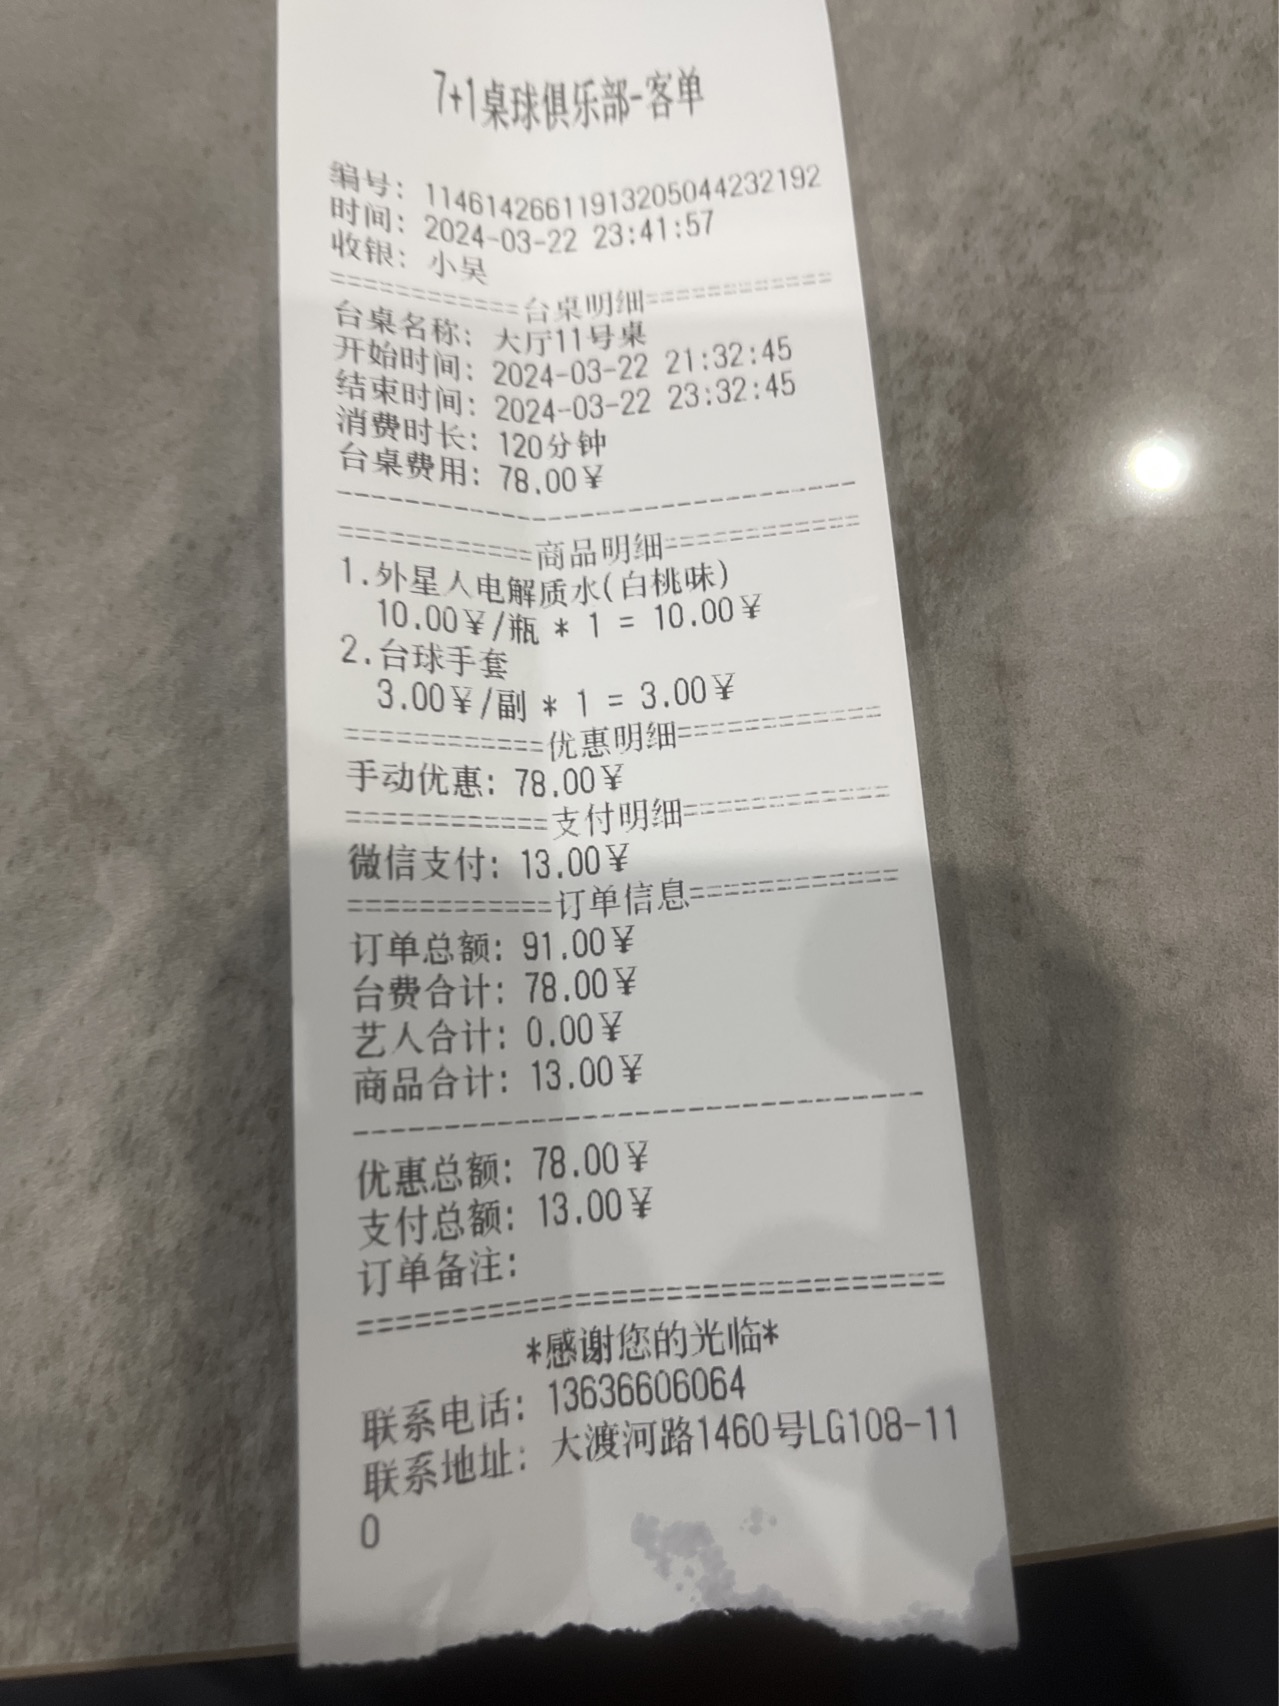 7+1桌球俱乐部-客单
编号: 1146142661191320504423219​2
时间: 2024-03-22 23:41:57
收银: 小吴
============台桌明细============
台桌名称: 大厅11号桌
开始时间: 2024-03-22 21:32:45
结束时间: 2024-03-22 23:32:45
消费时长: 120分钟
台桌费用: 78.00¥
--------------------------------
============商品明细============
1.外星人电解质水(白桃味)
10.00¥/瓶 * 1 = 10.00¥
2.台球手套
3.00¥/副 * 1 = 3.00¥
============优惠明细============
手动优惠: 78.00¥
============支付明细============
微信支付: 13.00¥
============订单信息============
订单总额: 91.00¥
台费合计: 78.00¥
艺人合计: 0.00¥
商品合计: 13.00¥
--------------------------------
优惠总额: 78.00¥
支付总额: 13.00¥
订单备注:
================================
*感谢您的光临*
联系电话: 13636606064
联系地址: 大渡河路1460号LG108-11
0